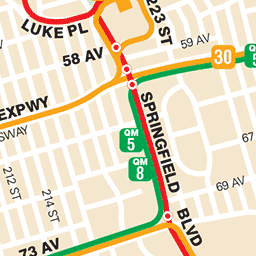 LUKE PL
223 ST
58 AV
30
59 AV
EXPWY
SWAY
SPRINGFIELD
BLVD
QM
5
QM
8
212 ST
214 ST
67 AV
73 AV